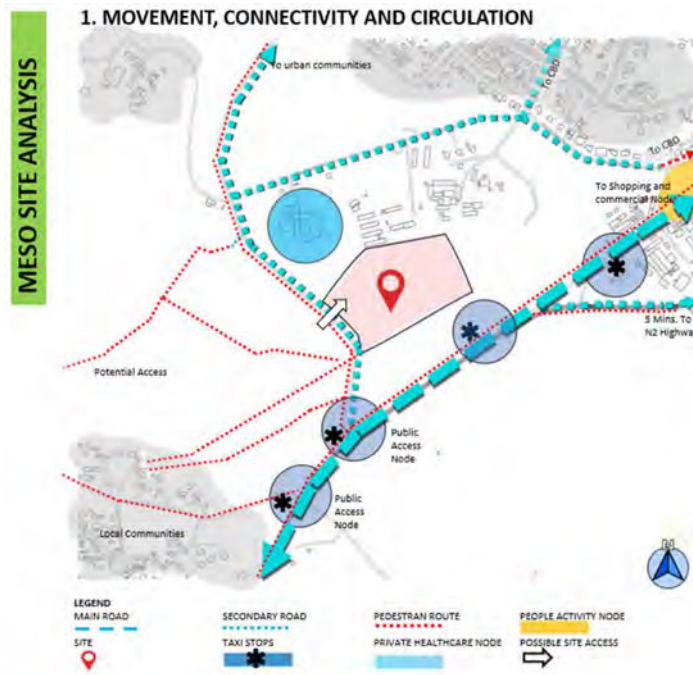 1. MOVEMENT, CONNECTIVITY AND CIRCULATION
MESO SITE ANALYSIS
To urban communities
To CBD
To CBD
To Shopping and
commercial Node
5 Mins. To
N2 Highwa
Potential Access
Public
Access
Node
Public
Access
Node
Local Communities
N
LEGEND
MAIN ROAD
SECONDARY ROAD
PEDESTRAN ROUTE
PEOPLE ACTIVITY NODE
SITE
TAXI STOPS
PRIVATE HEALTHCARE NODE
POSSIBLE SITE ACCESS